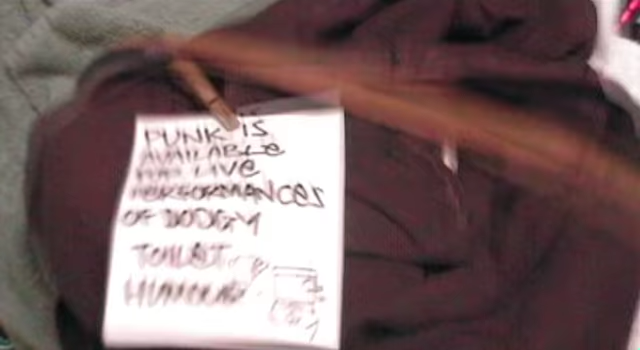 PUNK IS
AVAILABLE
FOR LIVE
PERFORMANCES
OF DODGY
TOILET
HUMOUR